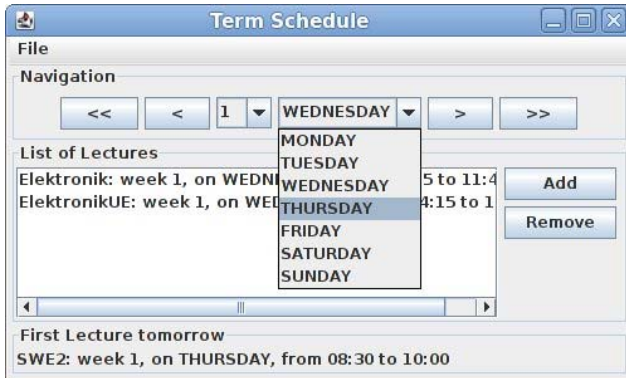 Term Schedule
File
Navigation
<< < 1 WEDNESDAY > >>
MONDAY
TUESDAY
WEDNESDAY
THURSDAY
FRIDAY
SATURDAY
SUNDAY
List of Lectures
Elektronik: week 1, on WEDN 5 to 11:4
ElektronikUE: week 1, on WED 4:15 to 1
Add
Remove
First Lecture tomorrow
SWE2: week 1, on THURSDAY, from 08:30 to 10:00